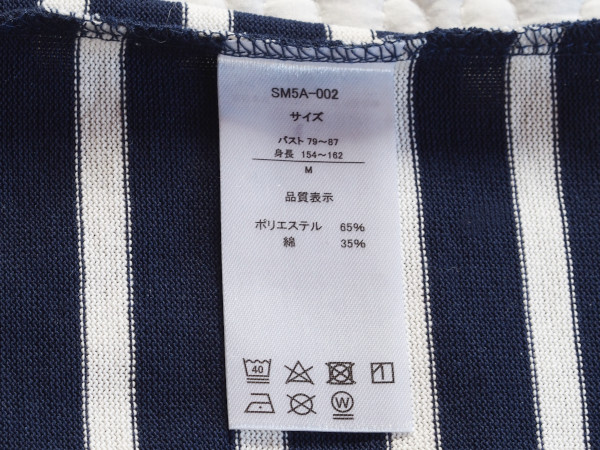 SM5A-002
サイズ
バスト 79～87
身長 154～162
M
品質表示
ポリエステル 65%
綿 35%
40
W